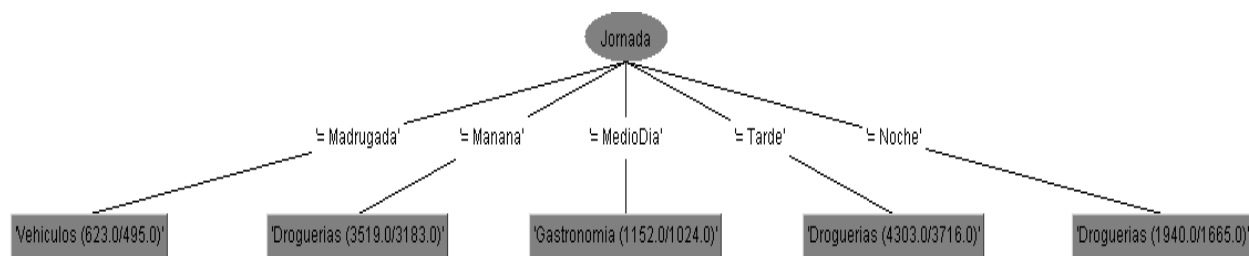 Jornada
'= Madrugada' '= Manana' '= MedioDia' '= Tarde' '= Noche'
'Vehiculos (623.0/495.0)' 'Droguerias (3519.0/3183.0)' 'Gastronomia (1152.0/1024.0)' 'Droguerias (4303.0/3716.0)' 'Droguerias (1940.0/1665.0)'